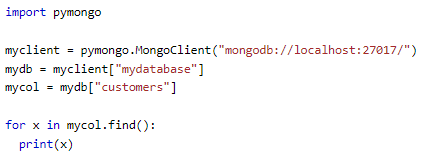 import pymongo

myclient = pymongo.MongoClient("mongodb://localhost:27017/")
mydb = myclient["mydatabase"]
mycol = mydb["customers"]

for x in mycol.find():
  print(x)